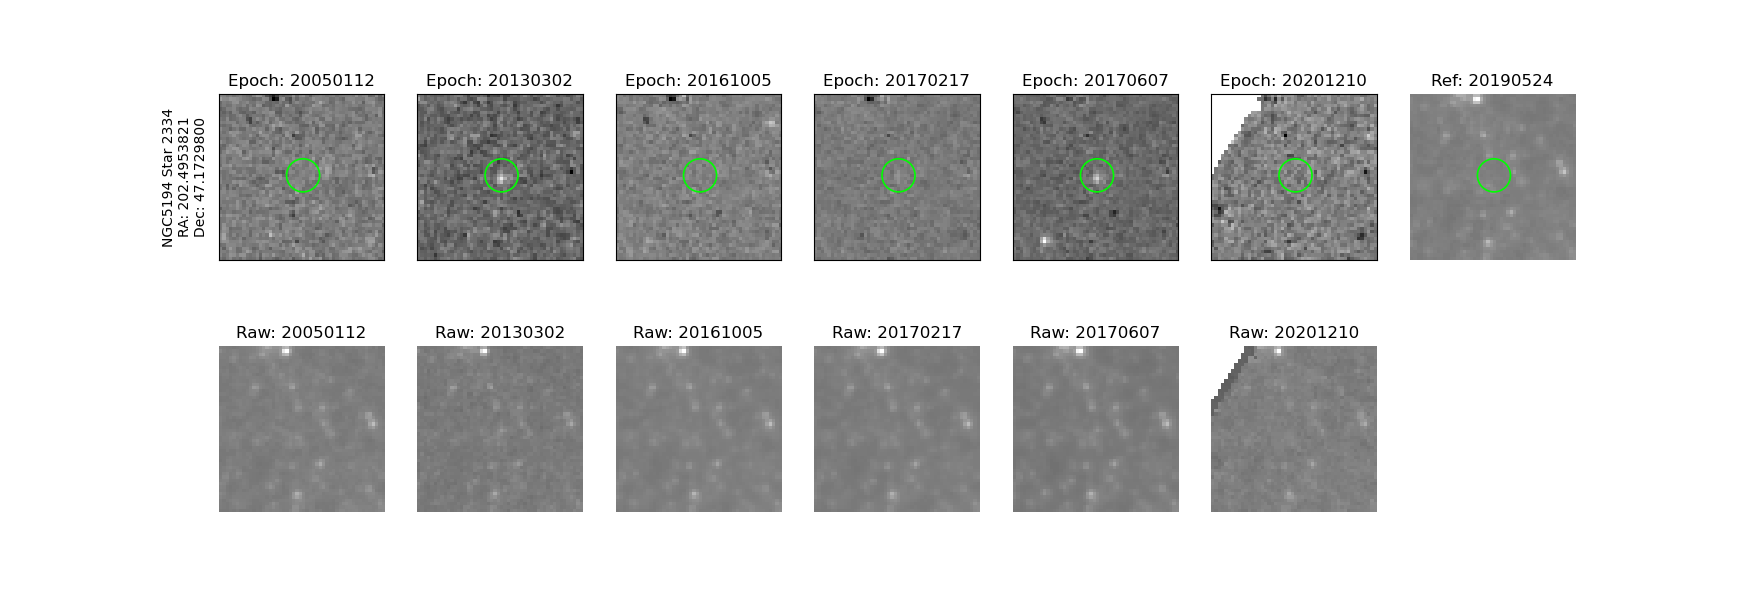 Epoch: 20050112
Epoch: 20130302
Epoch: 20161005
Epoch: 20170217
Epoch: 20170607
Epoch: 20201210
Ref: 20190524
NGC5194 Star 2334
RA: 202.4953821
Dec: 47.1729800
Raw: 20050112
Raw: 20130302
Raw: 20161005
Raw: 20170217
Raw: 20170607
Raw: 20201210